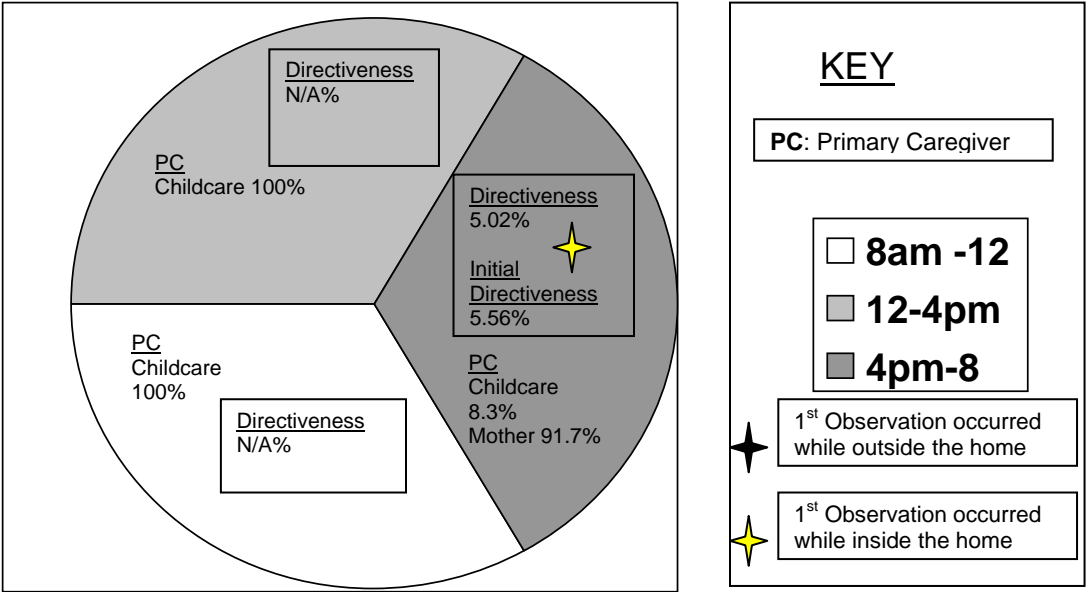 Directiveness
N/A%
PC
Childcare 100%
Directiveness
5.02%
Initial
Directiveness
5.56%
PC
Childcare
8.3%
Mother 91.7%
PC
Childcare
100%
Directiveness
N/A%
KEY
PC: Primary Caregiver
8am -12
12-4pm
4pm-8
1st Observation occurred
while outside the home
1st Observation occurred
while inside the home